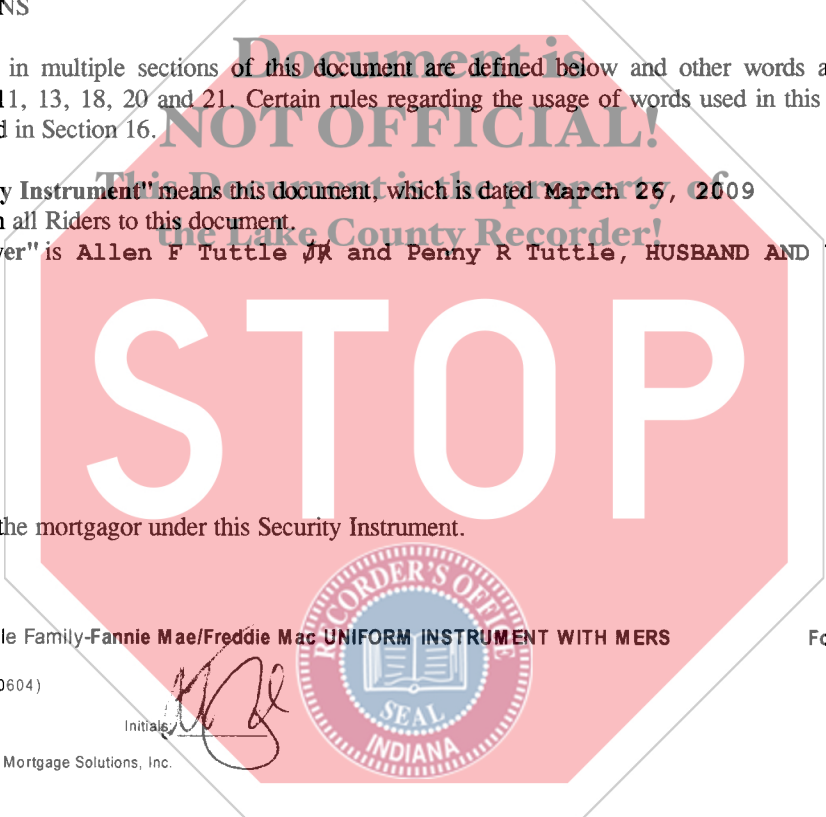 NS
Document is
in multiple sections of this document are defined below and other words a
11, 13, 18, 20 and 21. Certain rules regarding the usage of words used in this
NOT OFFICIAL!
d in Section 16.
This Document is the property of
y Instrument" means this document, which is dated March 26, 2009
n all Riders to this document.
the Lake County Recorder!
er" is Allen F Tuttle JR and Penny R Tuttle, HUSBAND AND
STOP
the mortgagor under this Security Instrument.
RECORDER'S OFFICE
le Family-Fannie Mae/Freddie Mac UNIFORM INSTRUMENT WITH MERS Fo
0604)
SEAL
Initials:
INDIANA
Mortgage Solutions, Inc.